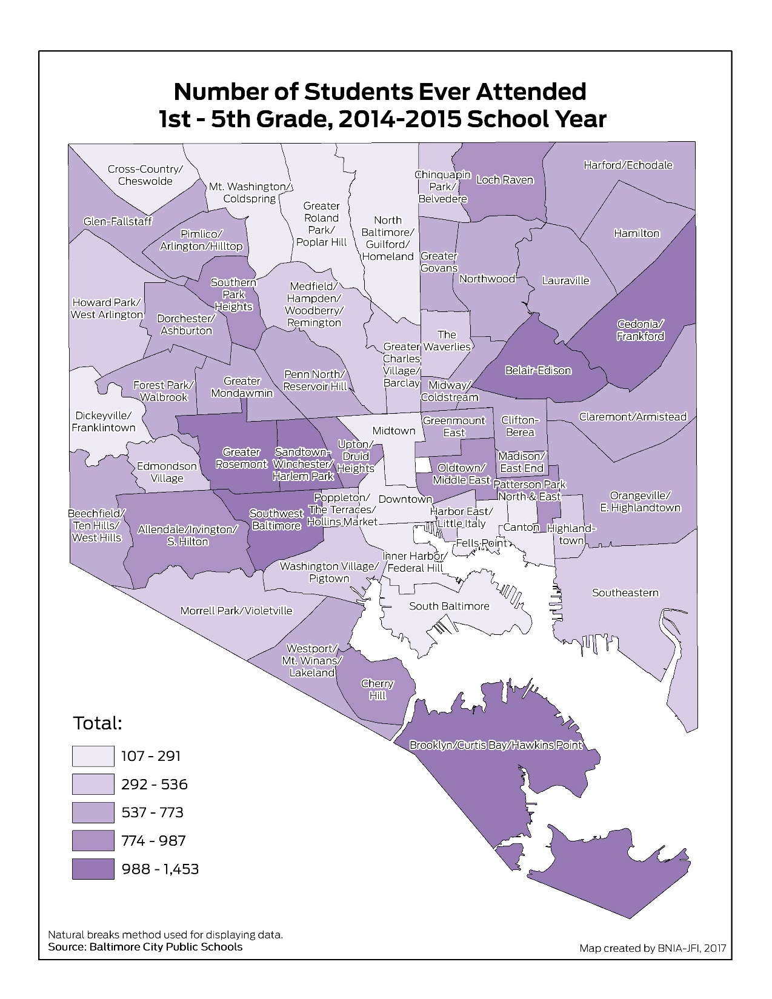 Number of Students Ever Attended
1st - 5th Grade, 2014-2015 School Year
Cross-Country/
Cheswolde
Mt. Washington/
Coldspring
Greater
Roland
Park/
Poplar Hill
North
Baltimore/
Guilford/
Homeland
Chinquapin
Park/
Belvedere
Loch Raven
Harford/Echodale
Glen-Fallstaff
Pimlico/
Arlington/Hilltop
Hamilton
Greater
Govans
Northwood
Lauraville
Southern
Park
Heights
Medfield/
Hampden/
Woodberry/
Remington
Howard Park/
West Arlington
Dorchester/
Ashburton
Cedonia/
Frankford
The
Waverlies
Greater
Charles
Village/
Barclay
Belair-Edison
Forest Park/
Walbrook
Greater
Mondawmin
Penn North/
Reservoir Hill
Midway/
Coldstream
Dickeyville/
Franklintown
Midtown
Greenmount
East
Clifton-
Berea
Claremont/Armistead
Greater
Rosemont
Sandtown-
Winchester/
Harlem Park
Upton/
Druid
Heights
Edmondson
Village
Oldtown/
Middle East
Madison/
East End
Patterson Park
North & East
Orangeville/
E. Highlandtown
Beechfield/
Ten Hills/
West Hills
Allendale/Irvington/
S. Hilton
Southwest
Baltimore
Poppleton/
The Terraces/
Hollins Market
Downtown
Harbor East/
Little Italy
Canton
Highland-
town
Fells Point
Washington Village/
Pigtown
Inner Harbor/
Federal Hill
Southeastern
Morrell Park/Violetville
South Baltimore
Westport/
Mt. Winans/
Lakeland
Cherry
Hill
Brooklyn/Curtis Bay/Hawkins Point
Total:
107 - 291
292 - 536
537 - 773
774 - 987
988 - 1,453
Natural breaks method used for displaying data.
Source: Baltimore City Public Schools
Map created by BNIA-JFI, 2017